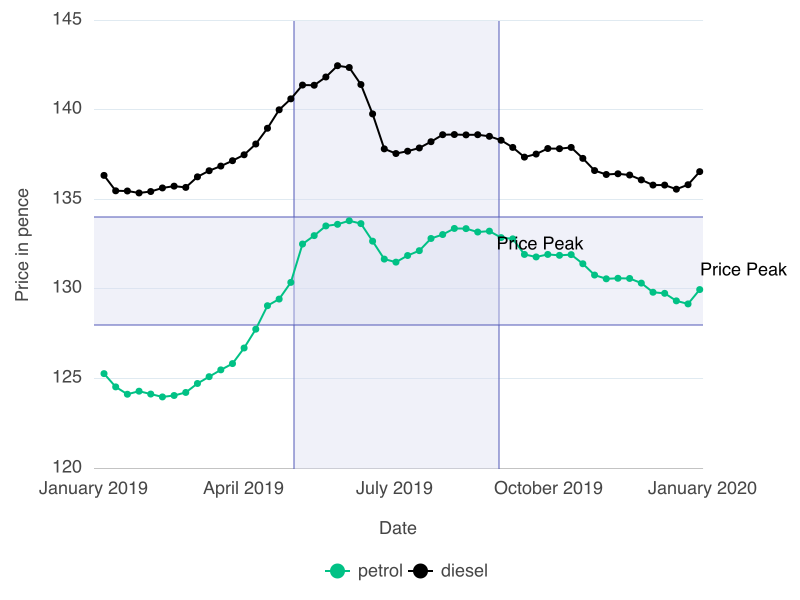 145
140
135
130
125
120
Price in pence
Price Peak
Price Peak
January 2019
April 2019
July 2019
October 2019
January 2020
Date
petrol
diesel